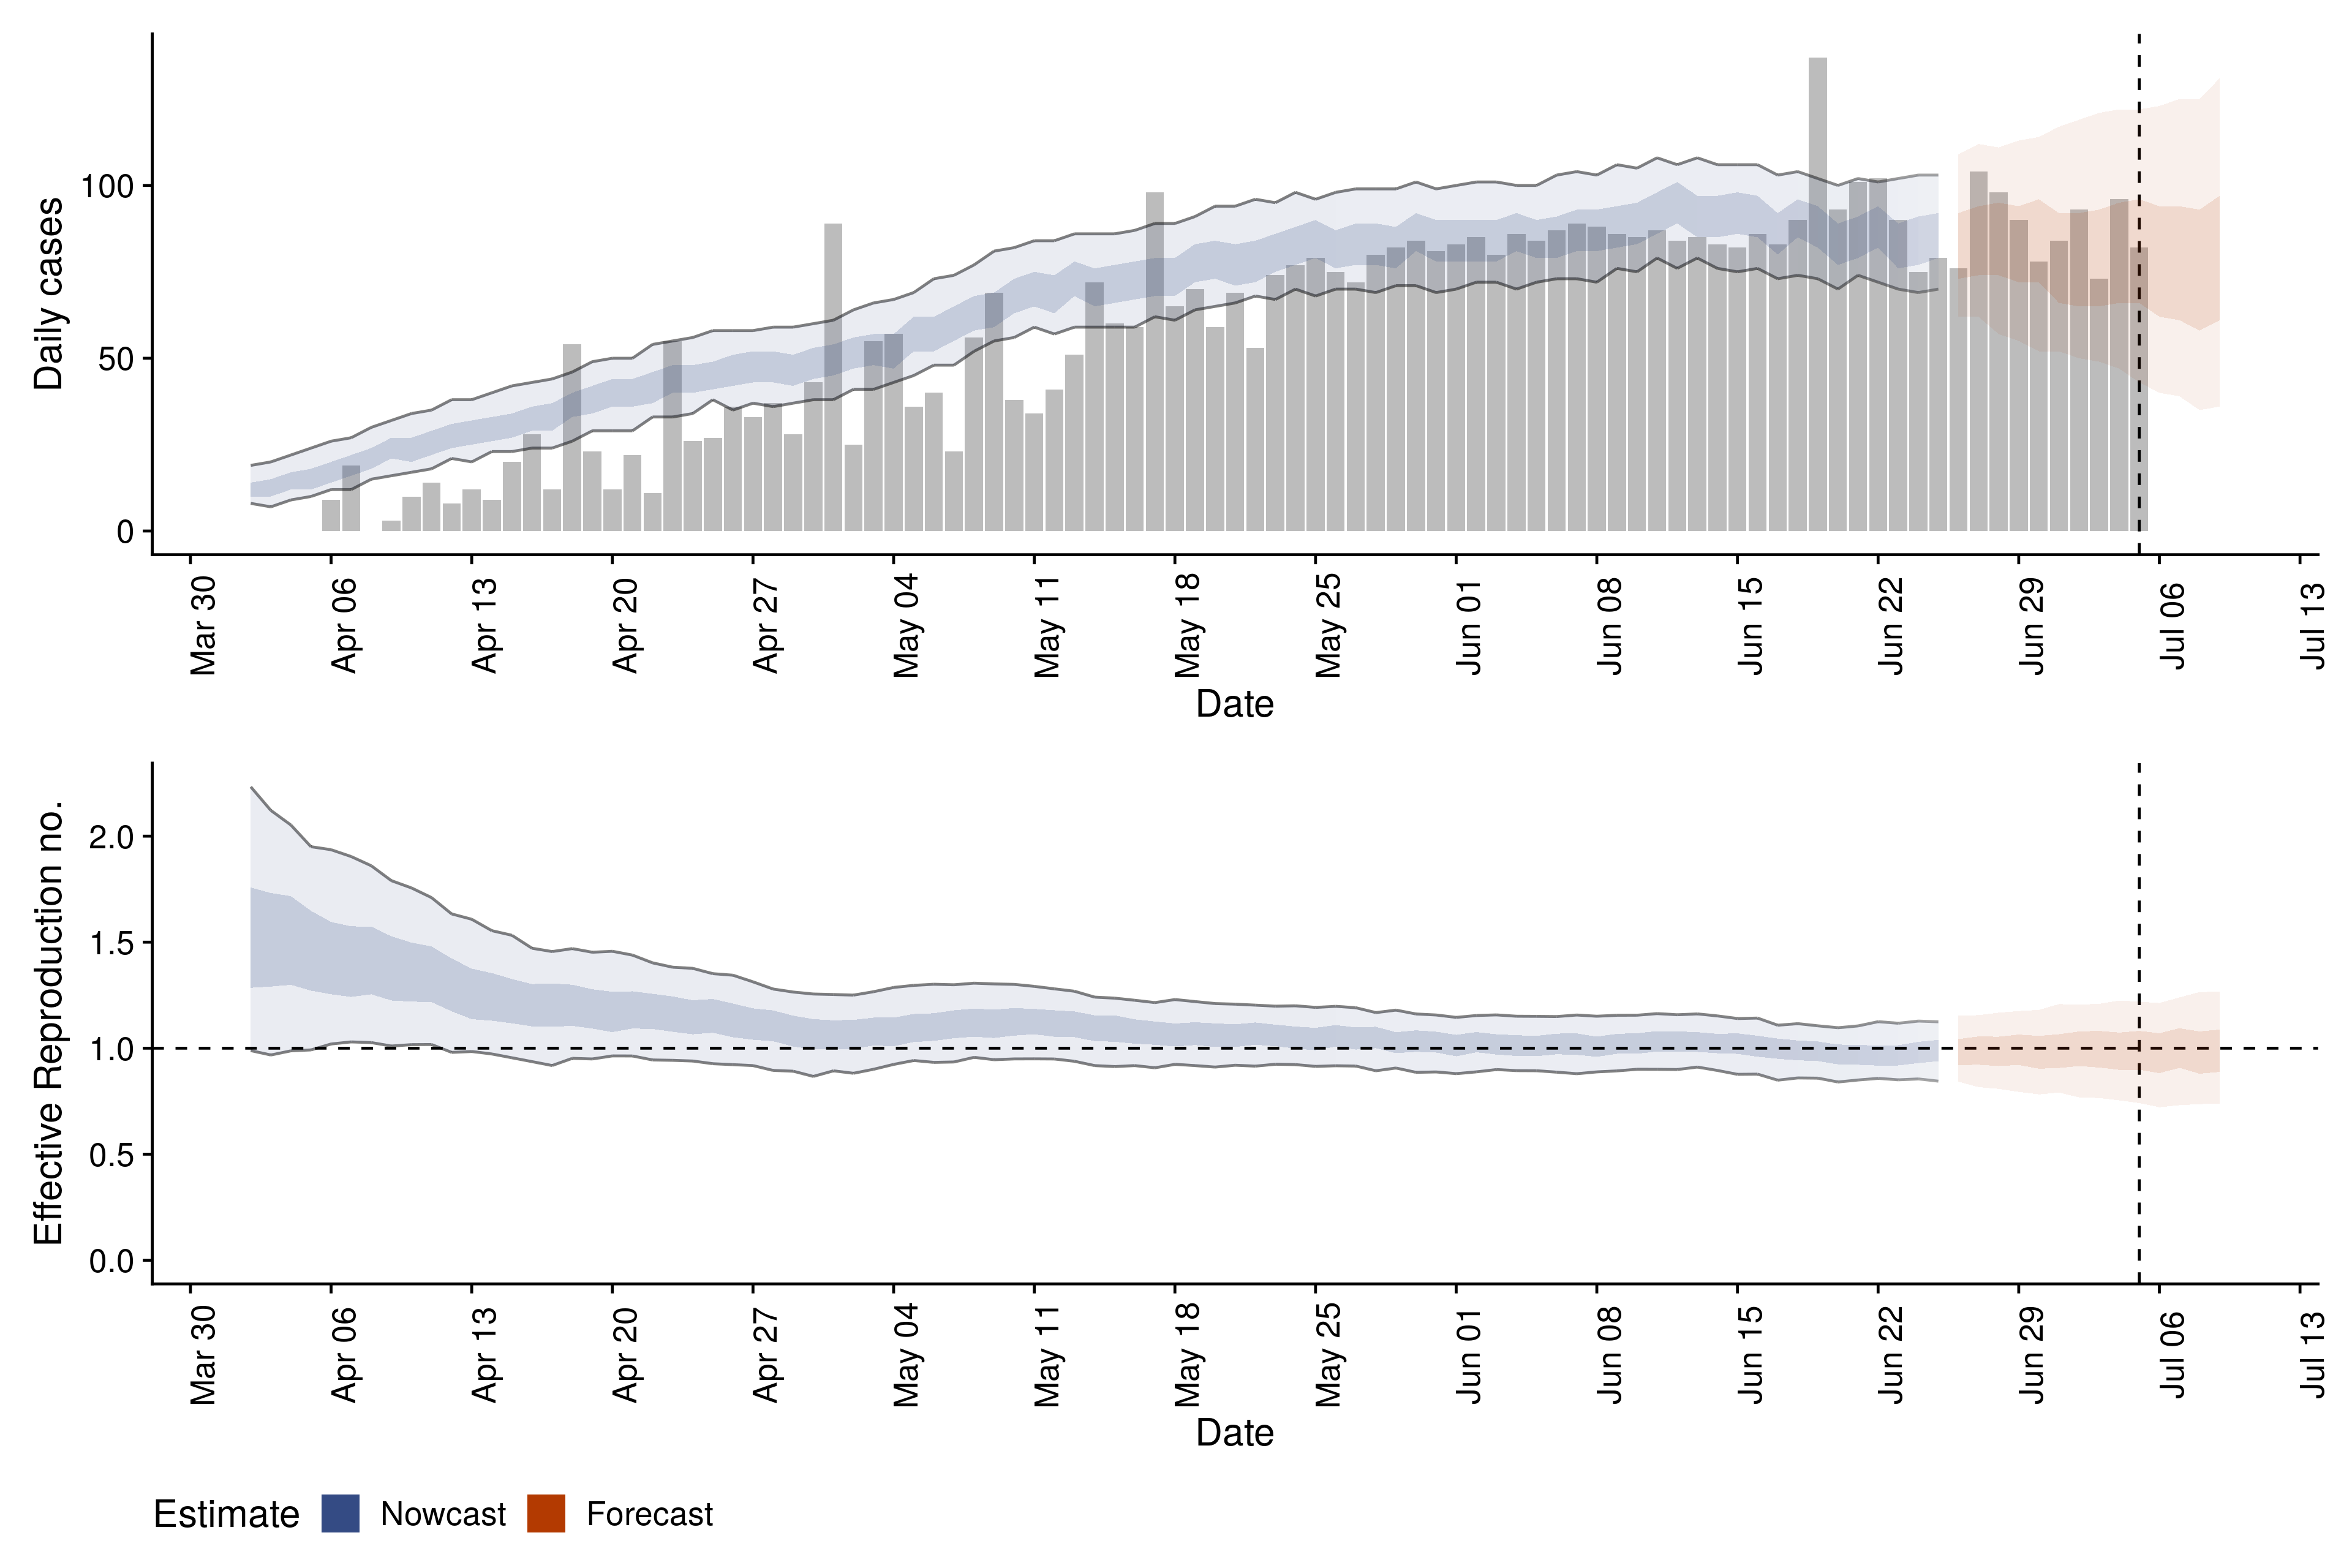 Daily cases
100
50
0
Mar 30
Apr 06
Apr 13
Apr 20
Apr 27
May 04
May 11
May 18
May 25
Jun 01
Jun 08
Jun 15
Jun 22
Jun 29
Jul 06
Jul 13
Date
Effective Reproduction no.
2.0
1.5
1.0
0.5
0.0
Mar 30
Apr 06
Apr 13
Apr 20
Apr 27
May 04
May 11
May 18
May 25
Jun 01
Jun 08
Jun 15
Jun 22
Jun 29
Jul 06
Jul 13
Date
Estimate Nowcast Forecast